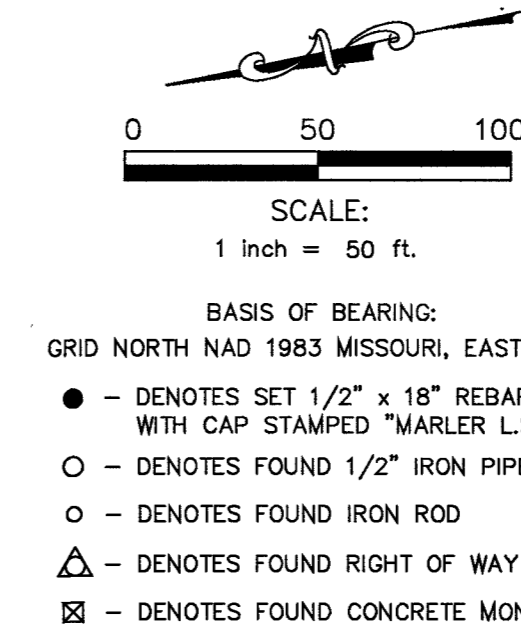 N
0 50 100
SCALE:
1 inch = 50 ft.
BASIS OF BEARING:
GRID NORTH NAD 1983 MISSOURI, EAST
– DENOTES SET 1/2" x 18" REBAR
WITH CAP STAMPED "MARLER L.
– DENOTES FOUND 1/2" IRON PIPE
– DENOTES FOUND IRON ROD
– DENOTES FOUND RIGHT OF WAY
– DENOTES FOUND CONCRETE MON